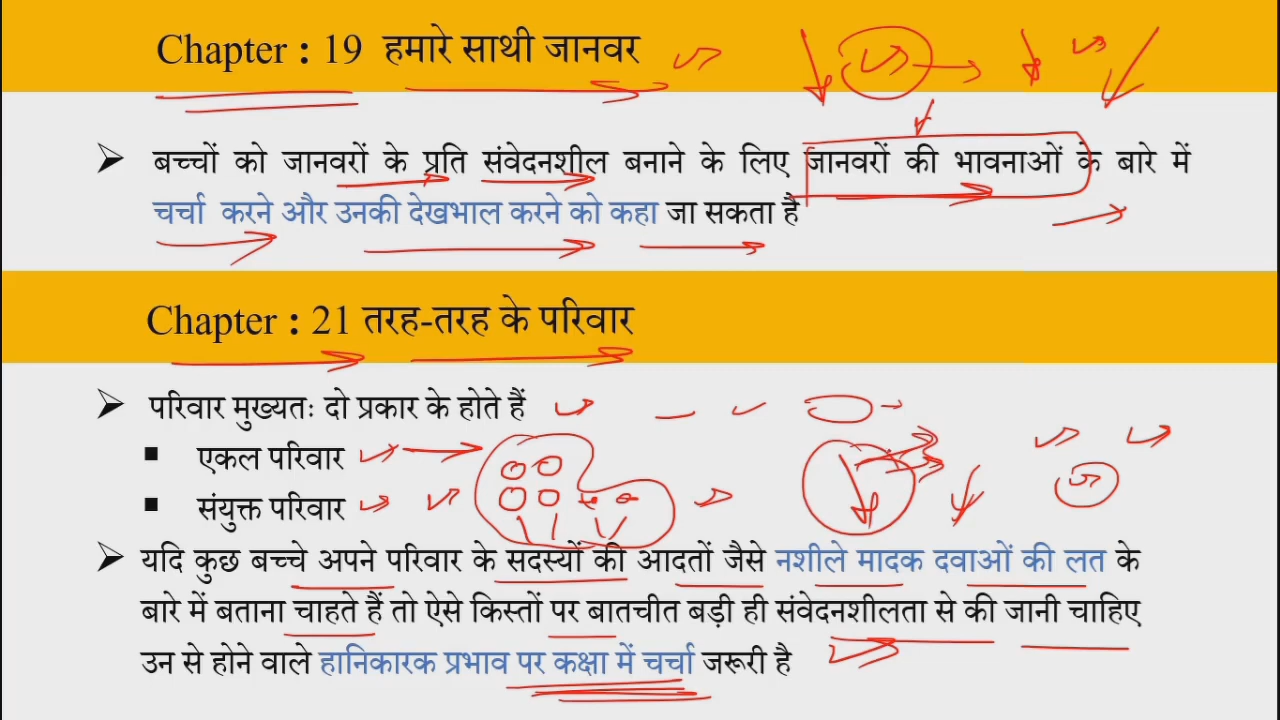 Chapter : 19 हमारे साथी जानवर
➤ बच्चों को जानवरों के प्रति संवेदनशील बनाने के लिए जानवरों की भावनाओं के बारे में
चर्चा करने और उनकी देखभाल करने को कहा जा सकता है
Chapter : 21 तरह-तरह के परिवार
➤ परिवार मुख्यतः दो प्रकार के होते हैं
▪ एकल परिवार
▪ संयुक्त परिवार
➤ यदि कुछ बच्चे अपने परिवार के सदस्यों की आदतों जैसे नशीले मादक दवाओं की लत के
बारे में बताना चाहते हैं तो ऐसे किस्तों पर बातचीत बड़ी ही संवेदनशीलता से की जानी चाहिए
उन से होने वाले हानिकारक प्रभाव पर कक्षा में चर्चा जरूरी है